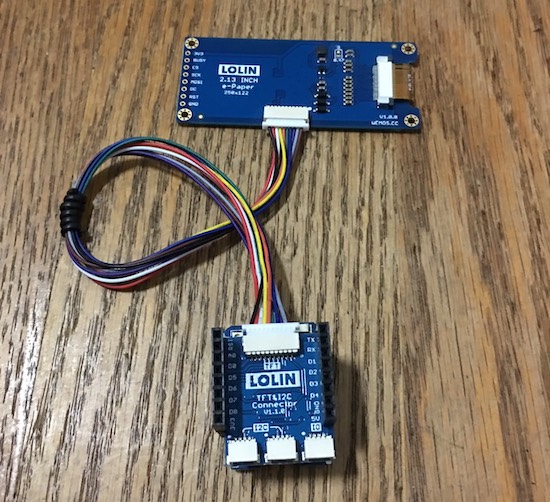 3V3
BUSY
CS
SCK
MOSI
DC
RST
GND
LOLIN
2.13 INCH
e-Paper
250x122
V1.0.0
WEMOS.CC
TFT
LOLIN
TFT&I2C
Connector
V1.1.0
I2C
IO
A0
D0
D5
D6
D7
D8
3V3
TX
RX
D1
D2
D3
D4
GND
5V